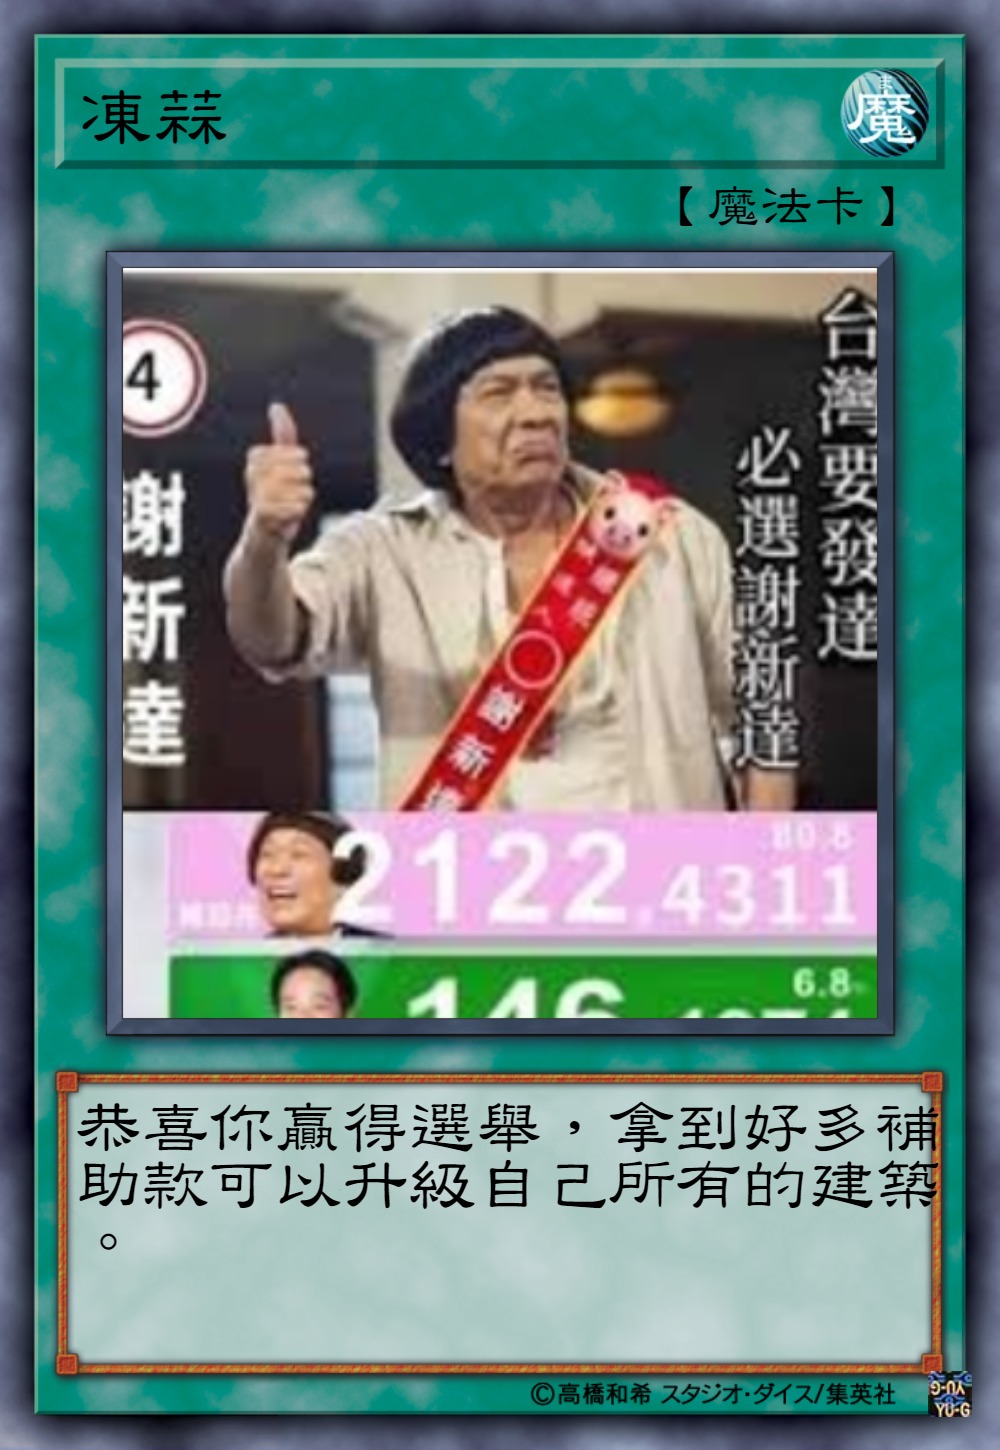 凍蒜
魔
【魔法卡】
4
謝新達
台灣要發達
必選謝新達
謝新
80.8
2122.4311
6.8%
146
恭喜你贏得選舉，拿到好多補
助款可以升級自己所有的建築
。
©高橋和希 スタジオ・ダイス/集英社